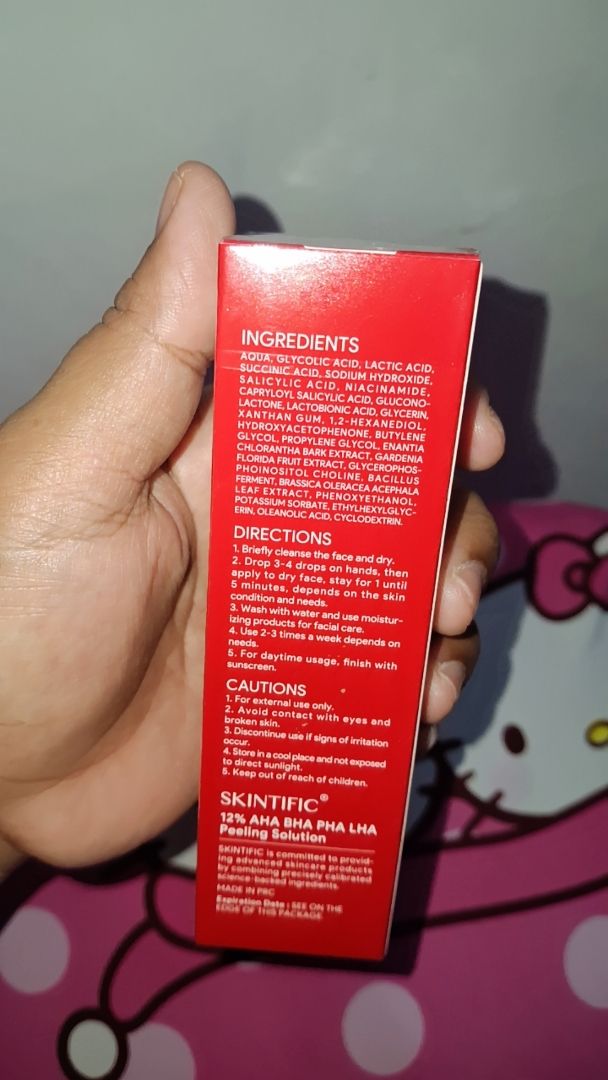 INGREDIENTS
AQUA, GLYCOLIC ACID, LACTIC ACID,
SUCCINIC ACID, SODIUM HYDROXIDE,
SALICYLIC ACID, NIACINAMIDE,
CAPRYLOYL SALICYLIC ACID, GLUCONO-
LACTONE, LACTOBIONIC ACID, GLYCERIN,
XANTHAN GUM, 1,2-HEXANEDIOL,
HYDROXYACETOPHENONE, BUTYLENE
GLYCOL, PROPYLENE GLYCOL, ENANTIA
CHLORANTHA BARK EXTRACT, GARDENIA
FLORIDA FRUIT EXTRACT, GLYCEROPHOS-
PHOINOSITOL CHOLINE, BACILLUS
FERMENT, BRASSICA OLERACEA ACEPHALA
LEAF EXTRACT, PHENOXYETHANOL,
POTASSIUM SORBATE, ETHYLHEXYLGLYC-
ERIN, OLEANOLIC ACID, CYCLODEXTRIN.
DIRECTIONS
1. Briefly cleanse the face and dry.
2. Drop 3-4 drops on hands, then
apply to dry face, stay for 1 until
5 minutes, depends on the skin
condition and needs.
3. Wash with water and use moistur-
izing products for facial care.
4. Use 2-3 times a week depends on
needs.
5. For daytime usage, finish with
sunscreen.
CAUTIONS
1. For external use only.
2. Avoid contact with eyes and
broken skin.
3. Discontinue use if signs of irritation
occur.
4. Store in a cool place and not exposed
to direct sunlight.
5. Keep out of reach of children.
SKINTIFIC®
12% AHA BHA PHA LHA
Peeling Solution
SKINTIFIC is committed to provid-
ing advanced skincare products
by combining precisely calibrated
science-backed ingredients.
MADE IN PRC
Expiration Date : SEE ON THE
EDGE OF THIS PACKAGE